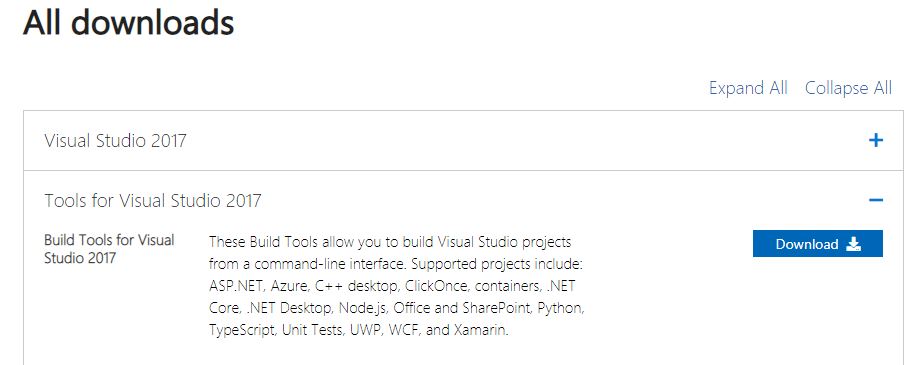 All downloads
Expand All Collapse All
Visual Studio 2017
Tools for Visual Studio 2017
Build Tools for Visual
Studio 2017
These Build Tools allow you to build Visual Studio projects
from a command-line interface. Supported projects include:
ASP.NET, Azure, C++ desktop, ClickOnce, containers, .NET
Core, .NET Desktop, Node.js, Office and SharePoint, Python,
TypeScript, Unit Tests, UWP, WCF, and Xamarin.
Download